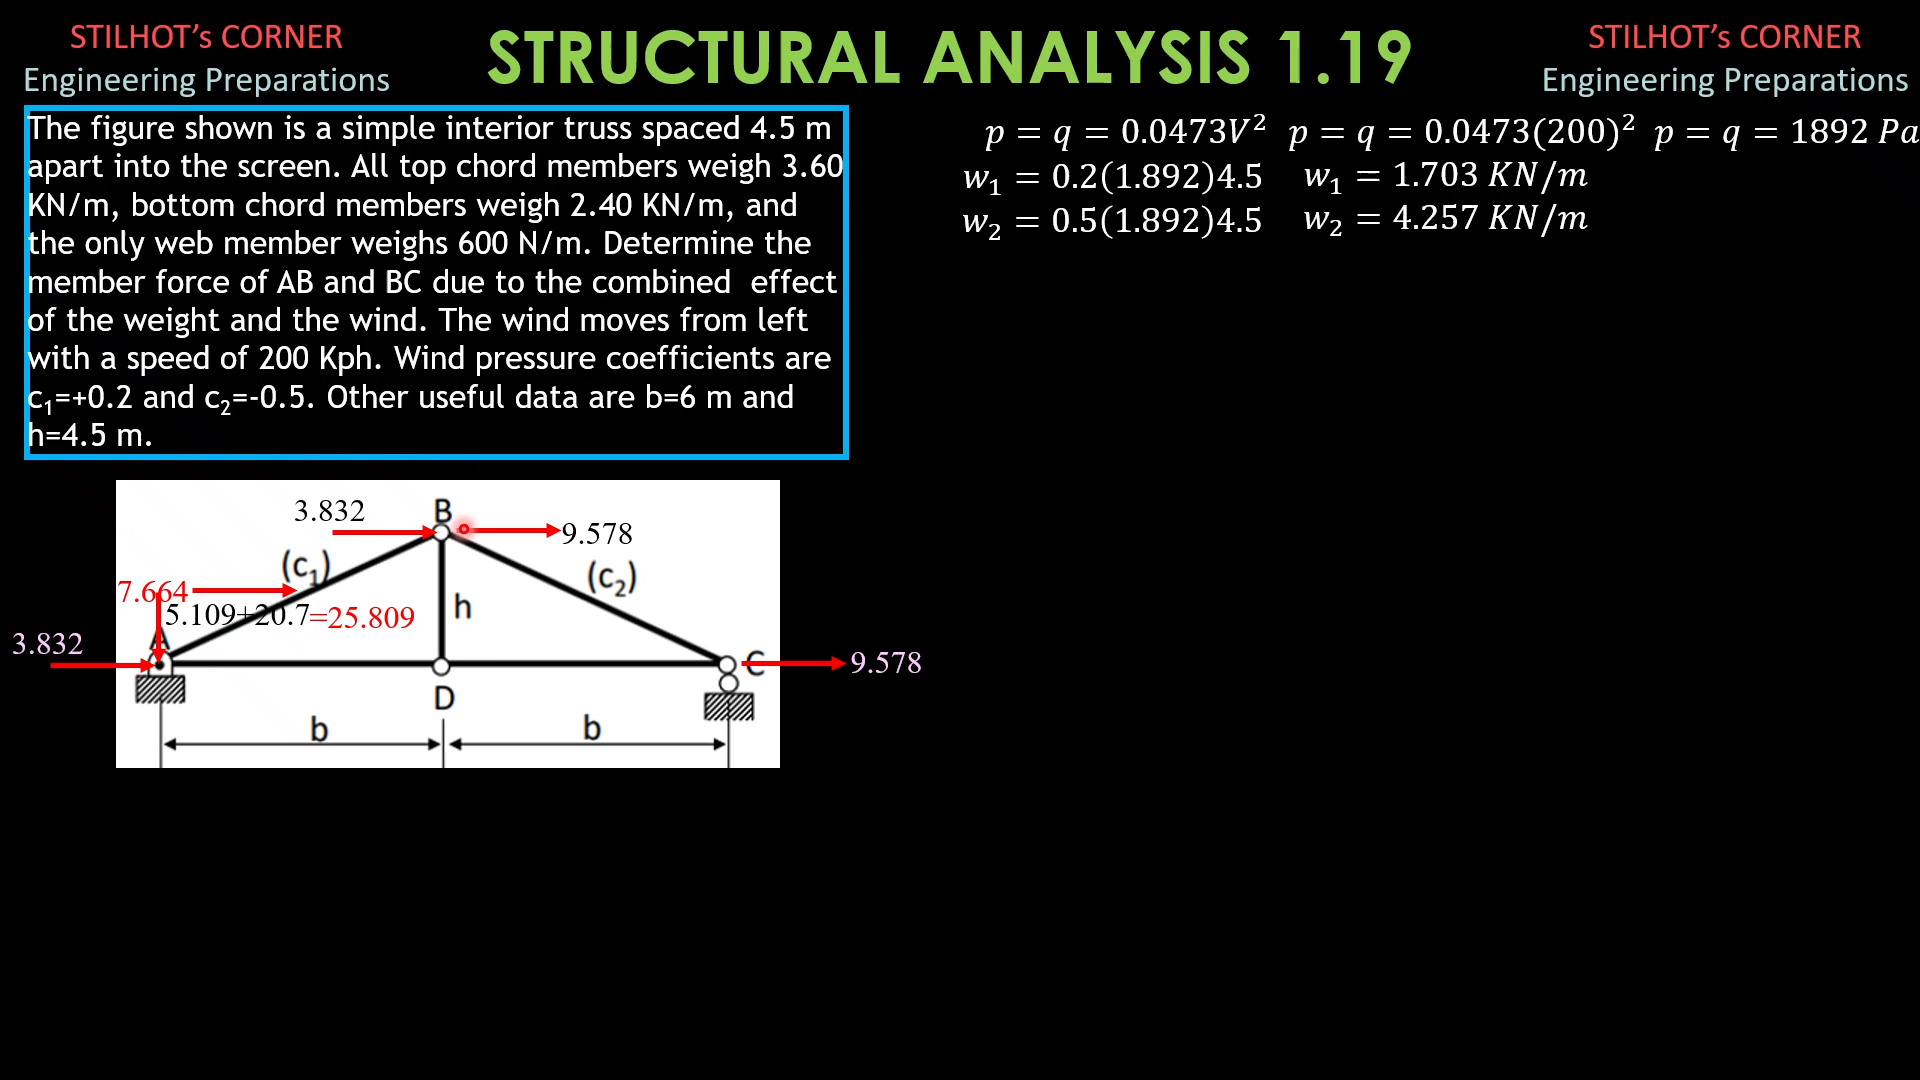 STILHOT's CORNER
Engineering Preparations
STRUCTURAL ANALYSIS 1.19
STILHOT's CORNER
Engineering Preparations
The figure shown is a simple interior truss spaced 4.5 m
apart into the screen. All top chord members weigh 3.60
KN/m, bottom chord members weigh 2.40 KN/m, and
the only web member weighs 600 N/m. Determine the
member force of AB and BC due to the combined  effect
of the weight and the wind. The wind moves from left
with a speed of 200 Kph. Wind pressure coefficients are
c₁=+0.2 and c₂=-0.5. Other useful data are b=6 m and
h=4.5 m.
p = q = 0.0473V² p = q = 0.0473(200)² p = q = 1892 Pa
w₁ = 0.2(1.892)4.5 w₁ = 1.703 KN/m
w₂ = 0.5(1.892)4.5 w₂ = 4.257 KN/m
3.832
B
9.578
(c₁)
(c₂)
7.664
h
5.109+20.7=25.809
A
3.832
C
9.578
D
b
b